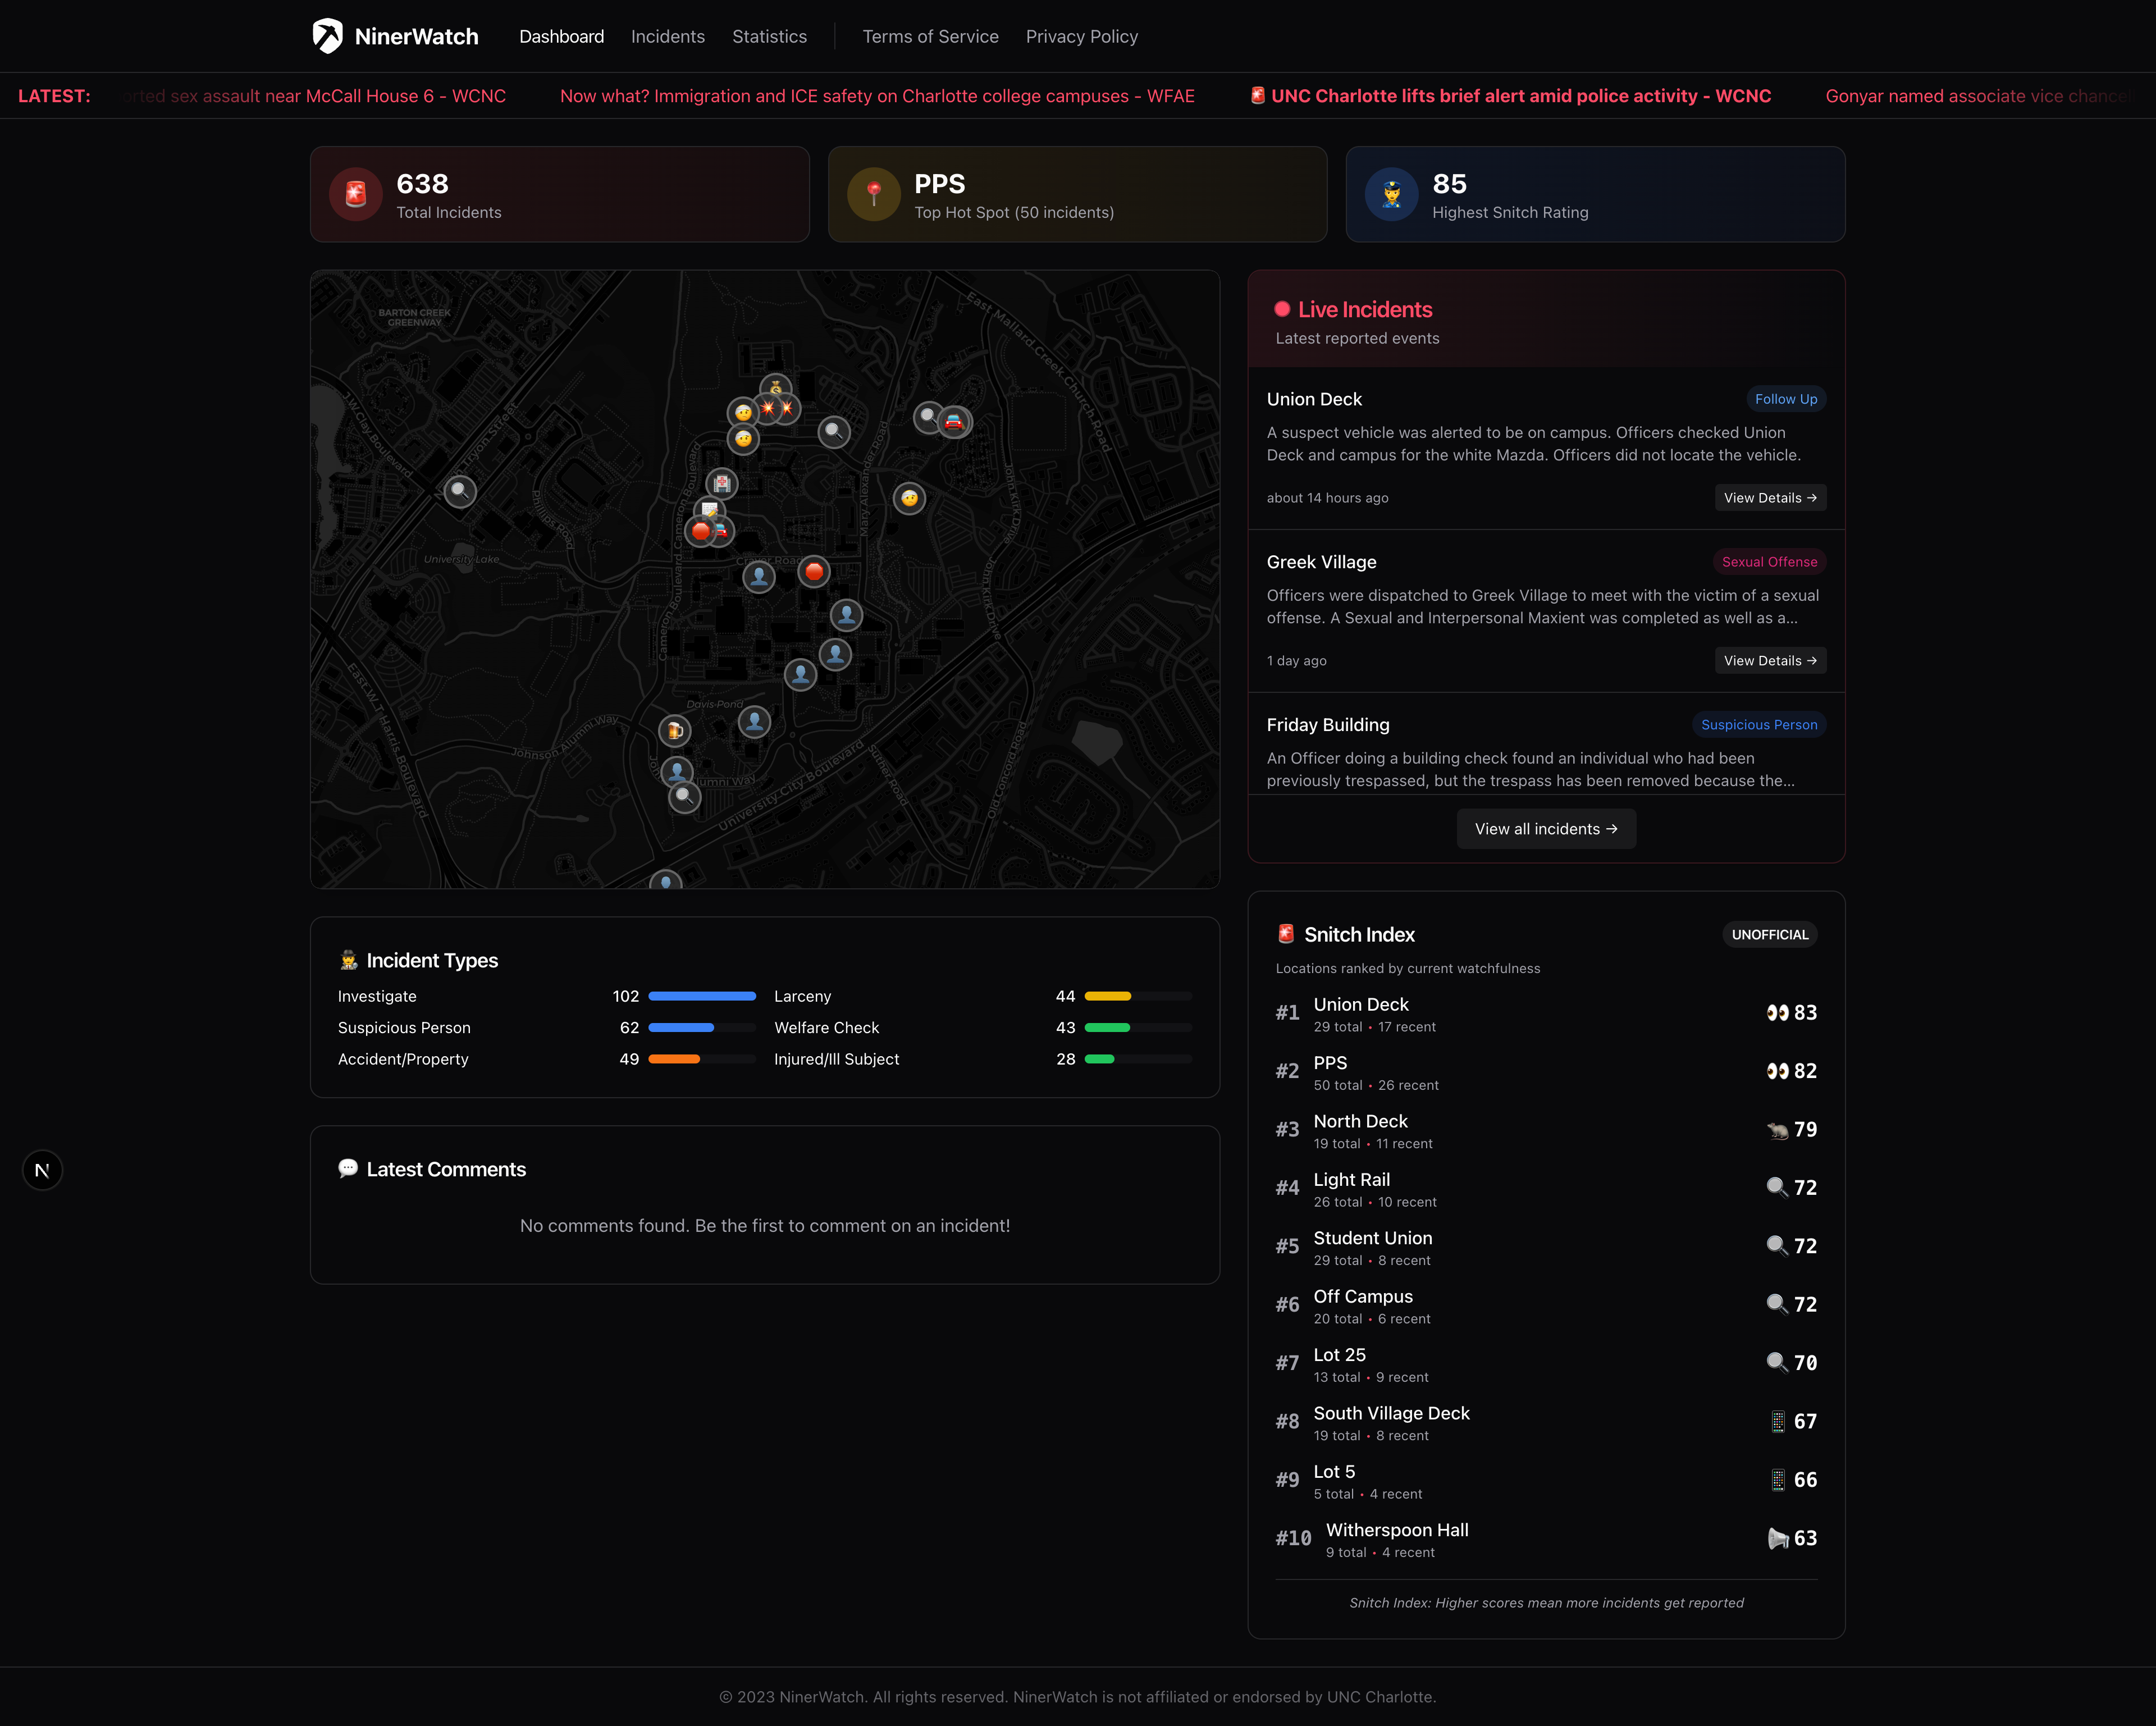 NinerWatch
Dashboard
Incidents
Statistics
Terms of Service
Privacy Policy
LATEST:
sex assault near McCall House 6 - WCNC
Now what? Immigration and ICE safety on Charlotte college campuses - WFAE
🚨 UNC Charlotte lifts brief alert amid police activity - WCNC
Gonyar named associate vice
638
Total Incidents
PPS
Top Hot Spot (50 incidents)
85
Highest Snitch Rating
BARTON CREEK
GREENWAY
East Mallard Creek Church Road
J W Clay Boulevard
Tryon Street
Phillips Road
Cameron Boulevard
Mary Alexander Road
John Kirk Drive
University Lake
Craver Road
John Kirk Drive
Cameron Boulevard
Davis Pond
East W T Harris Boulevard
Johnson Alumni Way
Alumni Way
University City Boulevard
Suther Road
Old Concord Road
Live Incidents
Latest reported events
Union Deck
Follow Up
A suspect vehicle was alerted to be on campus. Officers checked Union
Deck and campus for the white Mazda. Officers did not locate the vehicle.
about 14 hours ago
View Details →
Greek Village
Sexual Offense
Officers were dispatched to Greek Village to meet with the victim of a sexual
offense. A Sexual and Interpersonal Maxient was completed as well as a...
1 day ago
View Details →
Friday Building
Suspicious Person
An Officer doing a building check found an individual who had been
previously trespassed, but the trespass has been removed because the...
View all incidents →
Incident Types
Investigate 102
Larceny 44
Suspicious Person 62
Welfare Check 43
Accident/Property 49
Injured/Ill Subject 28
Latest Comments
No comments found. Be the first to comment on an incident!
N
Snitch Index
UNOFFICIAL
Locations ranked by current watchfulness
#1 Union Deck 83
29 total • 17 recent
#2 PPS 82
50 total • 26 recent
#3 North Deck 79
19 total • 11 recent
#4 Light Rail 72
26 total • 10 recent
#5 Student Union 72
29 total • 8 recent
#6 Off Campus 72
20 total • 6 recent
#7 Lot 25 70
13 total • 9 recent
#8 South Village Deck 67
19 total • 8 recent
#9 Lot 5 66
5 total • 4 recent
#10 Witherspoon Hall 63
9 total • 4 recent
Snitch Index: Higher scores mean more incidents get reported
© 2023 NinerWatch. All rights reserved. NinerWatch is not affiliated or endorsed by UNC Charlotte.